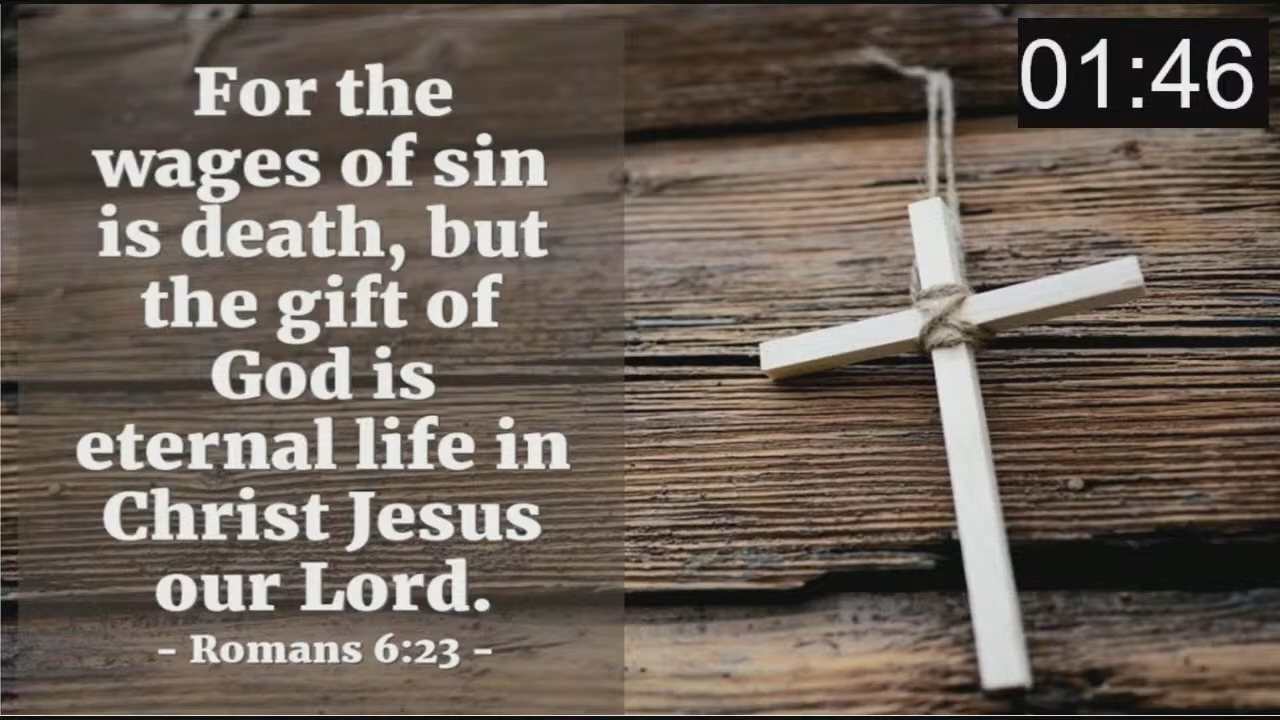 For the
wages of sin
is death, but
the gift of
God is
eternal life in
Christ Jesus
our Lord.
- Romans 6:23 -
01:46